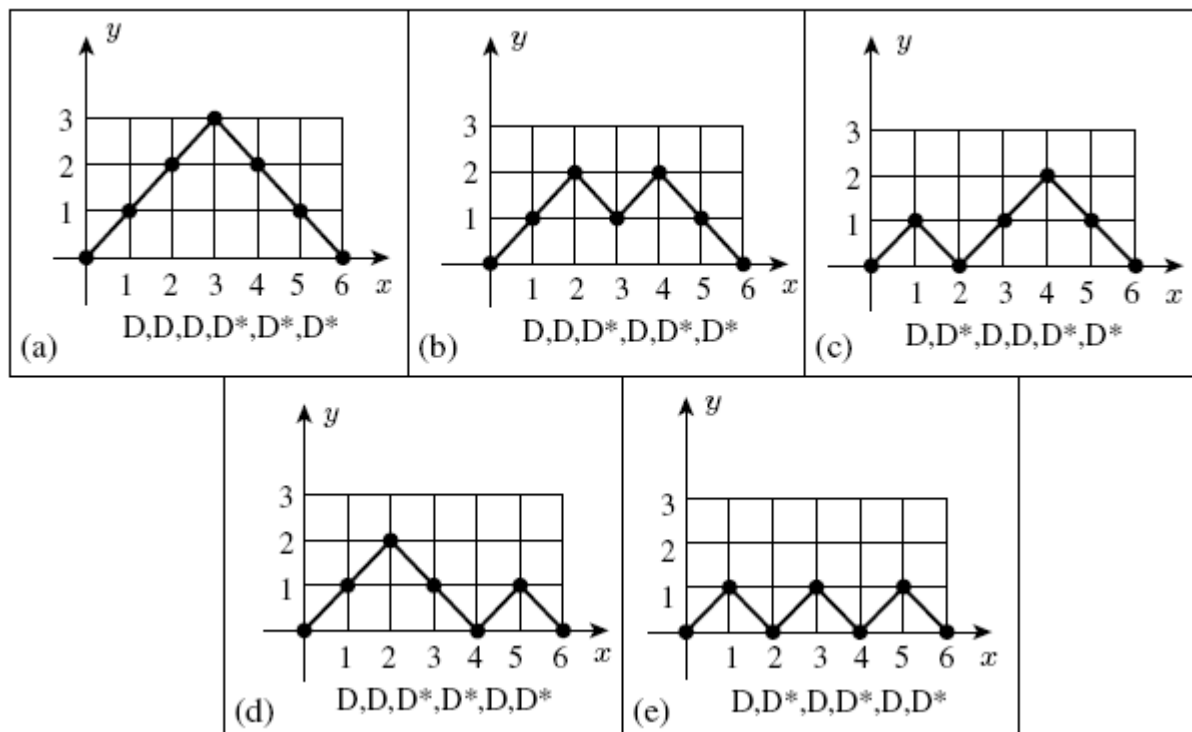 y
3
2
1
1 2 3 4 5 6 x
D,D,D,D*,D*,D*
(a)
y
3
2
1
1 2 3 4 5 6 x
D,D,D*,D,D*,D*
(b)
y
3
2
1
1 2 3 4 5 6 x
D,D*,D,D,D*,D*
(c)
y
3
2
1
1 2 3 4 5 6 x
D,D,D*,D*,D,D*
(d)
y
3
2
1
1 2 3 4 5 6 x
D,D*,D,D*,D,D*
(e)